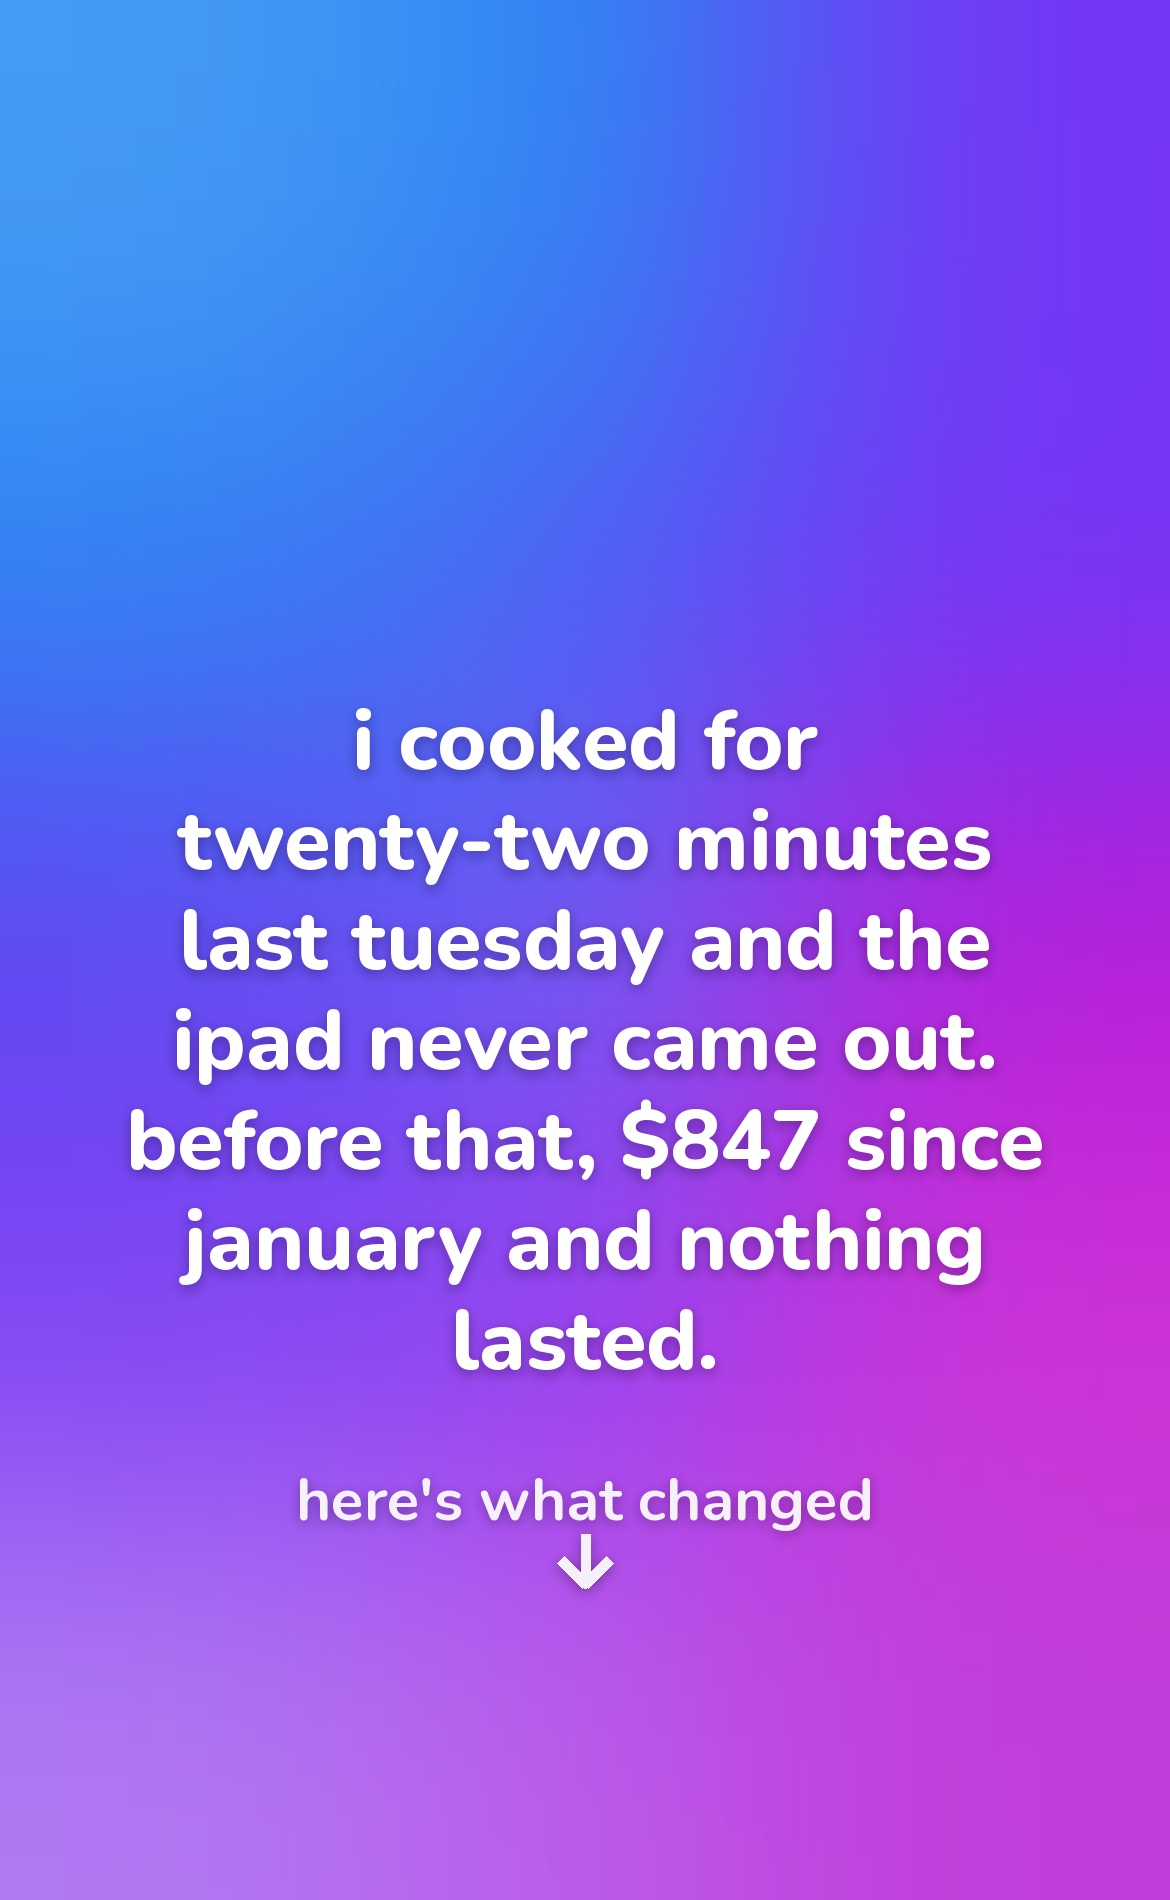 i cooked for
twenty-two minutes
last tuesday and the
ipad never came out.
before that, $847 since
january and nothing
lasted.
here's what changed
↓